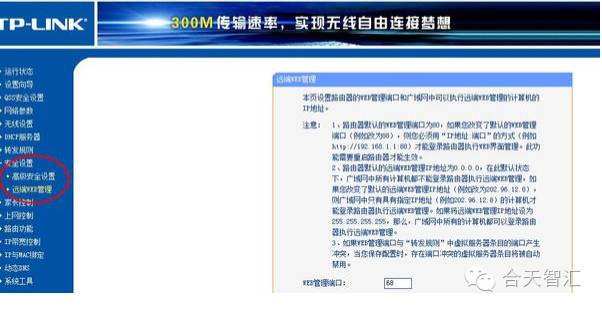 TP-LINK®
300M传输速率，实现无线自由连接梦想
运行状态
设置向导
QSS安全设置
网络参数
无线设置
DHCP服务器
转发规则
安全设置
高级安全设置
远端WEB管理
家长控制
上网控制
路由功能
IP带宽控制
IP与MAC绑定
动态DNS
系统工具
远端WEB管理
本页设置路由器的WEB管理端口和广域网中可以执行远端WEB管理的计算机的
IP地址。
注意：
1、路由器默认的WEB管理端口为80，如果您改变了默认的WEB管理
端口（例如改为88），则您必须用“IP地址：端口”的方式（例如
http://192.168.1.1:88）才能登录路由器执行WEB界面管理。此功
能需要重启路由器才能生效。
2、路由器默认的远端WEB管理IP地址为0.0.0.0，在此默认状态
下，广域网中所有计算机都不能登录路由器执行远端WEB管理，如
果您改变了默认的远端WEB管理IP地址（例如改为202.96.12.8），
则广域网中只有具有指定IP地址（例如202.96.12.8）的计算机才
能登录路由器执行远端WEB管理。如果将远端WEB管理IP地址设为
255.255.255.255，那么，广域网中所有的计算机都可以登录路由
器执行远端WEB管理。
3、如果WEB管理端口与“转发规则”中虚拟服务器条目的端口产生
冲突，当您保存配置时，存在端口冲突的虚拟服务器条目将被自动
禁用。
WEB管理端口：
68
合天智汇